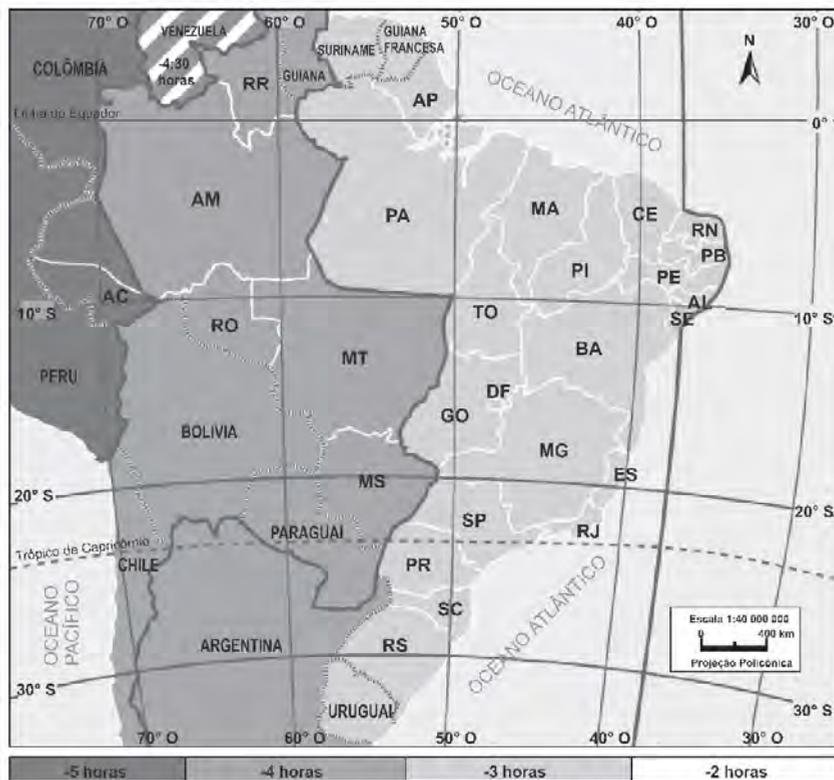 70° O
60° O
50° O
40° O
30° O
VENEZUELA
-4:30
horas
COLÔMBIA
RR
GUIANA
SURINAME
GUIANA
FRANCESA
AP
OCEANO ATLÂNTICO
N
Linha do Equador
0°
AM
PA
MA
CE
RN
PB
PI
PE
AL
SE
AC
10° S
10° S
RO
TO
BA
PERU
MT
DF
GO
BOLIVIA
MG
MS
ES
20° S
20° S
SP
PARAGUAI
RJ
Trópico de Capricórnio
CHILE
PR
OCEANO
PACÍFICO
SC
OCEANO ATLÂNTICO
ARGENTINA
RS
Escala 1:40 000 000
0
400 km
Projeção Policônica
30° S
30° S
URUGUAI
70° O
60° O
50° O
40° O
30° O
-5 horas
-4 horas
-3 horas
-2 horas